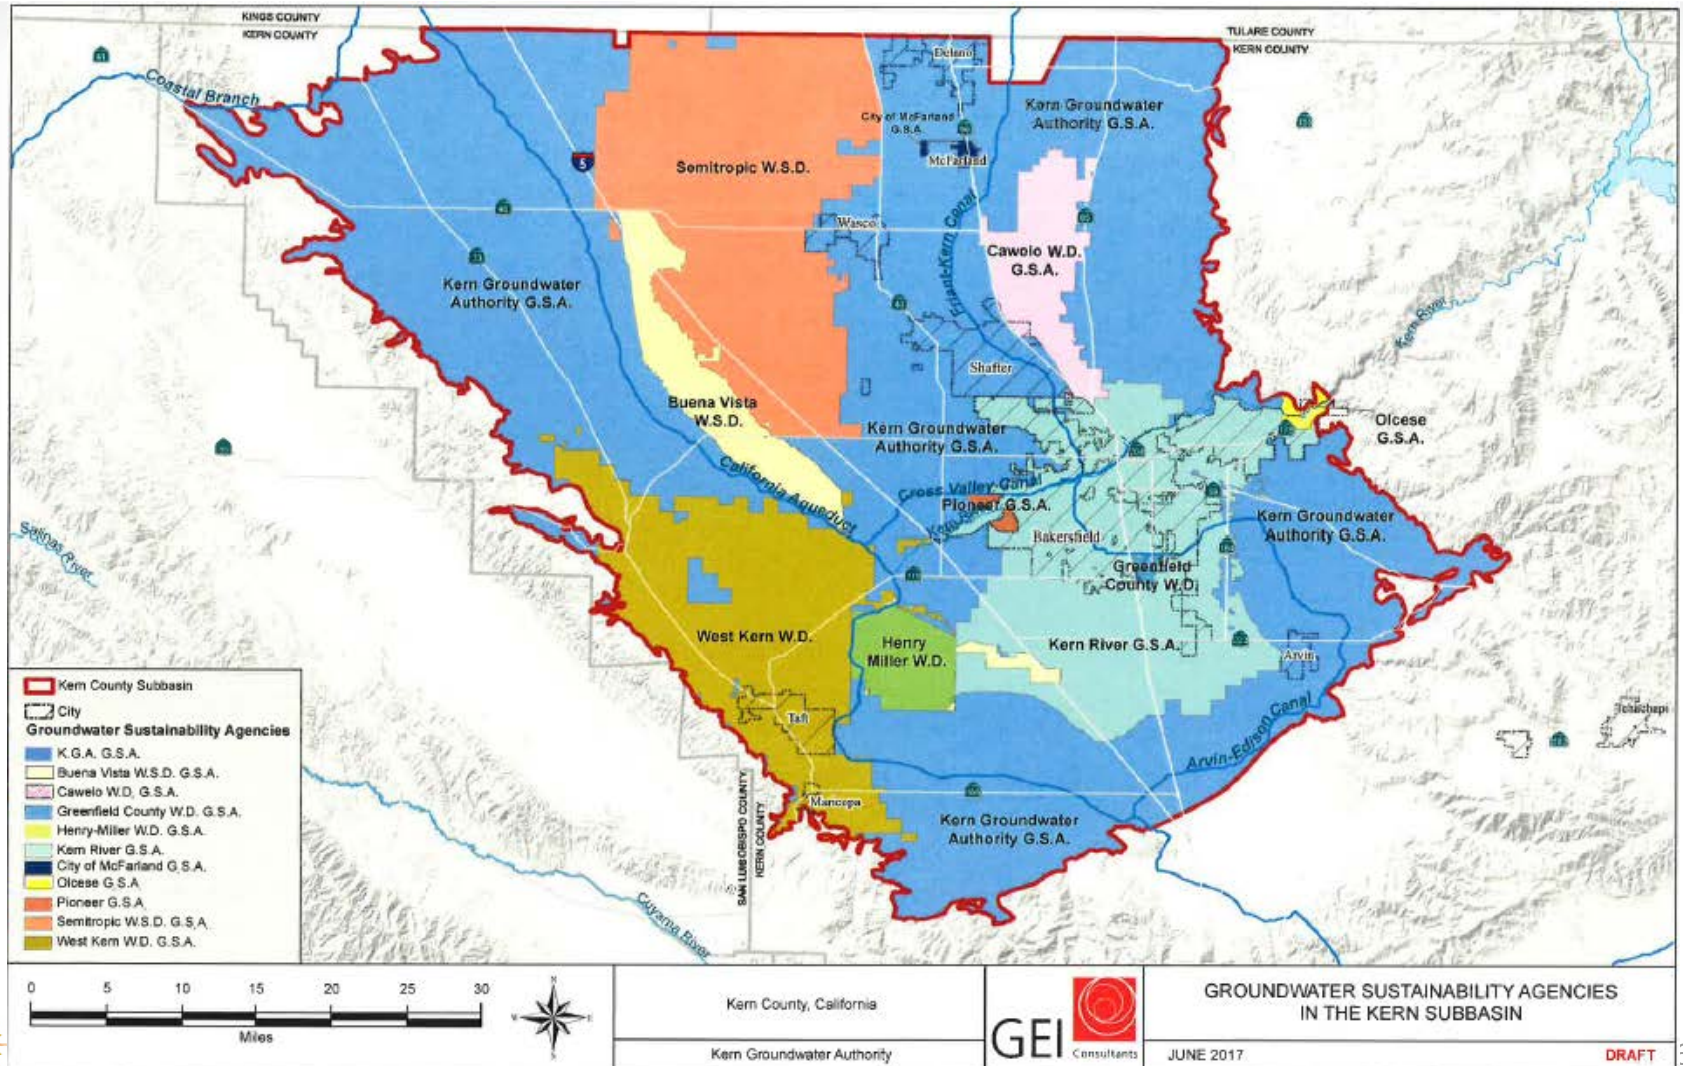 KINGS COUNTY
KERN COUNTY
TULARE COUNTY
KERN COUNTY
Coastal Branch
Delano
Kern Groundwater
Authority G.S.A.
City of McFarland
G.S.A.
McFarland
5
Semitropic W.S.D.
Friant-Kern Canal
Wasco
Cawelo W.D.
G.S.A.
Kern Groundwater
Authority G.S.A.
Kern River
Shafter
Buena Vista
W.S.D.
Kern Groundwater
Authority G.S.A.
Olcese
G.S.A.
California Aqueduct
Cross Valley Canal
Pioneer G.S.A.
Kern Groundwater
Authority G.S.A.
Bakersfield
Salinas River
Greenfield
County W.D.
West Kern W.D.
Henry
Miller W.D.
Kern River G.S.A.
Arvin
Taft
Arvin-Edison Canal
Tehachapi
Maricopa
Kern Groundwater
Authority G.S.A.
SAN LUIS OBISPO COUNTY
KERN COUNTY
Cuyama River
Kern County Subbasin
City
Groundwater Sustainability Agencies
K.G.A. G.S.A.
Buena Vista W.S.D. G.S.A.
Cawelo W.D. G.S.A.
Greenfield County W.D. G.S.A.
Henry-Miller W.D. G.S.A.
Kern River G.S.A.
City of McFarland G.S.A.
Olcese G.S.A.
Pioneer G.S.A.
Semitropic W.S.D. G.S.A.
West Kern W.D. G.S.A.
0 5 10 15 20 25 30
Miles
N
W E
S
Kern County, California
Kern Groundwater Authority
GEI Consultants
GROUNDWATER SUSTAINABILITY AGENCIES
IN THE KERN SUBBASIN
JUNE 2017
DRAFT